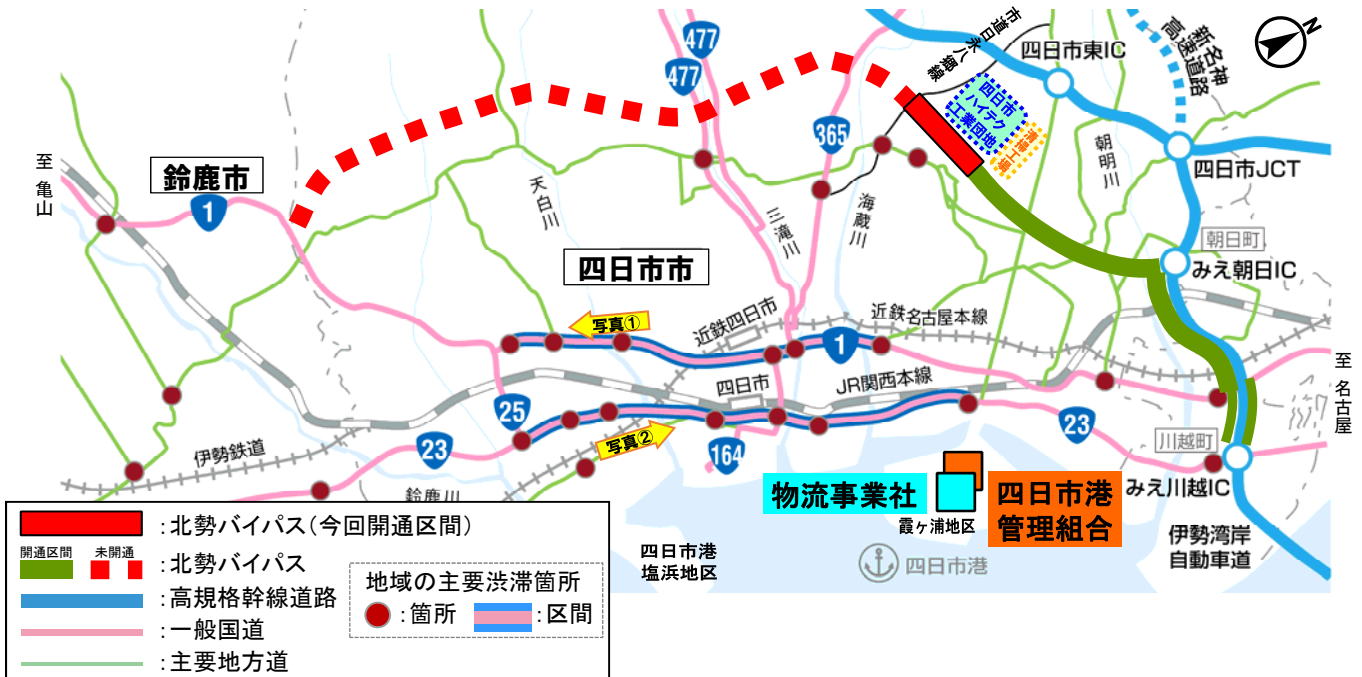 477
477
市道日永八郷線
四日市東IC
新名神
高速道路
N
四日市
ハイテク
工業団地
清掃工場
365
朝明川
四日市JCT
至 亀山
鈴鹿市
1
天白川
三滝川
海蔵川
朝日町
みえ朝日IC
四日市市
写真①
近鉄四日市
近鉄名古屋本線
1
四日市
JR関西本線
至 名古屋
25
23
伊勢鉄道
写真②
164
23
川越町
みえ川越IC
鈴鹿川
物流事業社
四日市港
管理組合
霞ヶ浦地区
伊勢湾岸
自動車道
四日市港
塩浜地区
四日市港
:北勢バイパス(今回開通区間)
開通区間 未開通
:北勢バイパス
:高規格幹線道路
:一般国道
:主要地方道
地域の主要渋滞箇所
:箇所 :区間